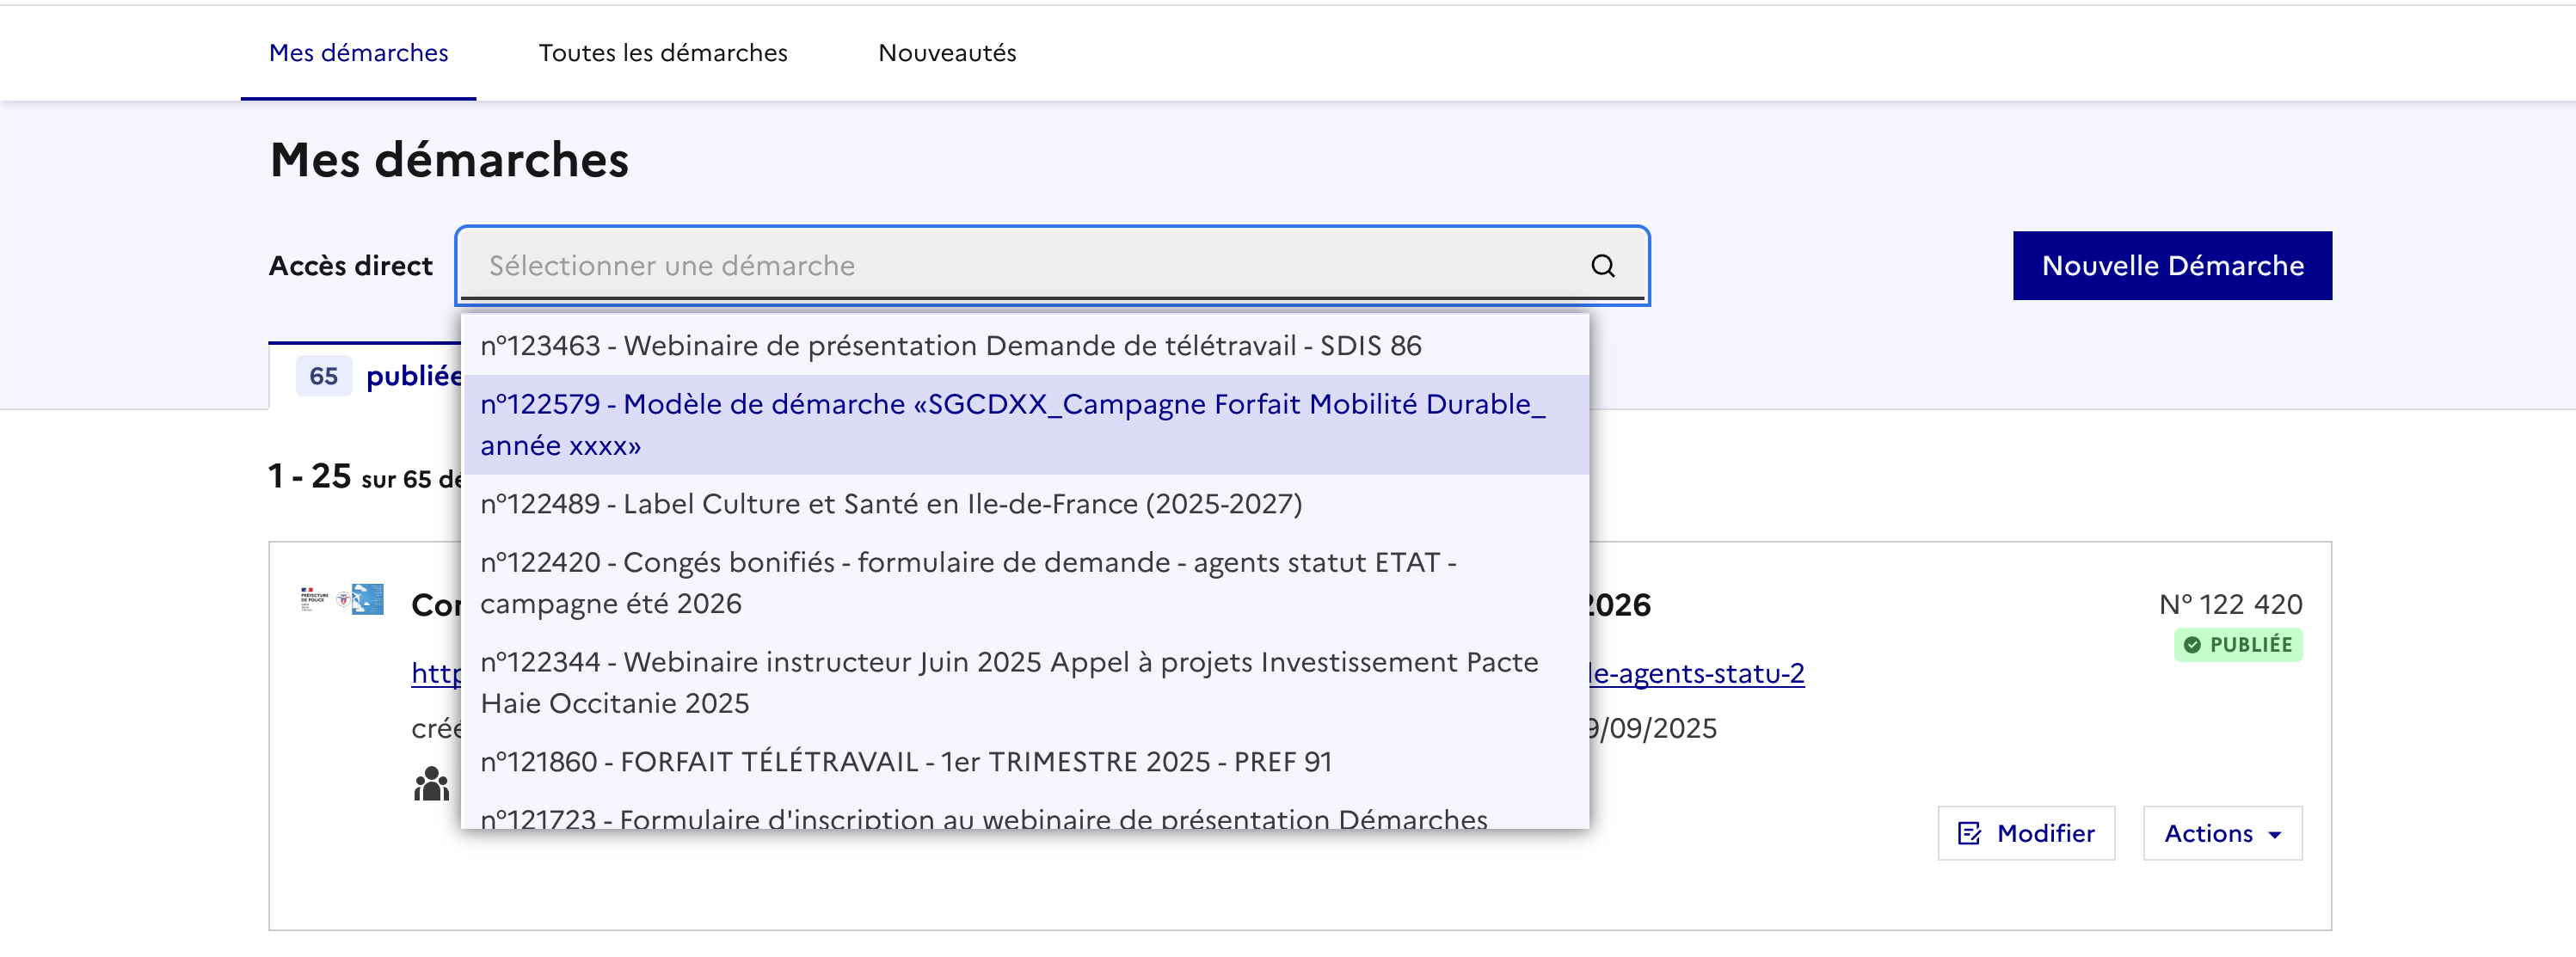 Mes démarches
Toutes les démarches
Nouveautés
Mes démarches
Accès direct
Sélectionner une démarche
Nouvelle Démarche
n°123463 - Webinaire de présentation Demande de télétravail - SDIS 86
n°122579 - Modèle de démarche «SGCDXX_Campagne Forfait Mobilité Durable_
année xxxx»
n°122489 - Label Culture et Santé en Ile-de-France (2025-2027)
n°122420 - Congés bonifiés - formulaire de demande - agents statut ETAT -
campagne été 2026
n°122344 - Webinaire instructeur Juin 2025 Appel à projets Investissement Pacte
Haie Occitanie 2025
n°121860 - FORFAIT TÉLÉTRAVAIL - 1er TRIMESTRE 2025 - PREF 91
n°121723 - Formulaire d'inscription au webinaire de présentation Démarches
65 publiée
1 - 25 sur 65
PRÉFECTURE
DE POLICE
2026
N° 122 420
PUBLIÉE
http
le-agents-statu-2
créé
9/09/2025
Modifier
Actions